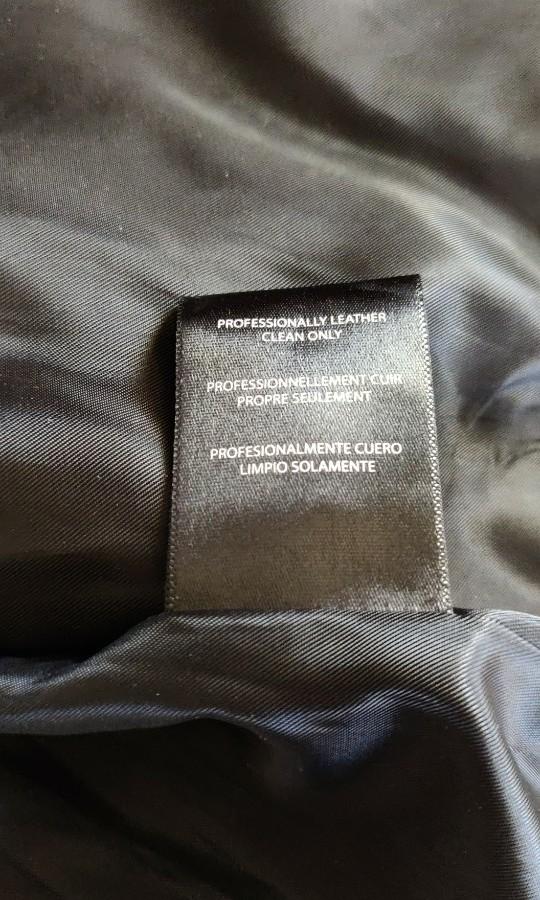 PROFESSIONALLY LEATHER
CLEAN ONLY
PROFESSIONNELLEMENT CUIR
PROPRE SEULEMENT
PROFESIONALMENTE CUERO
LIMPIO SOLAMENTE